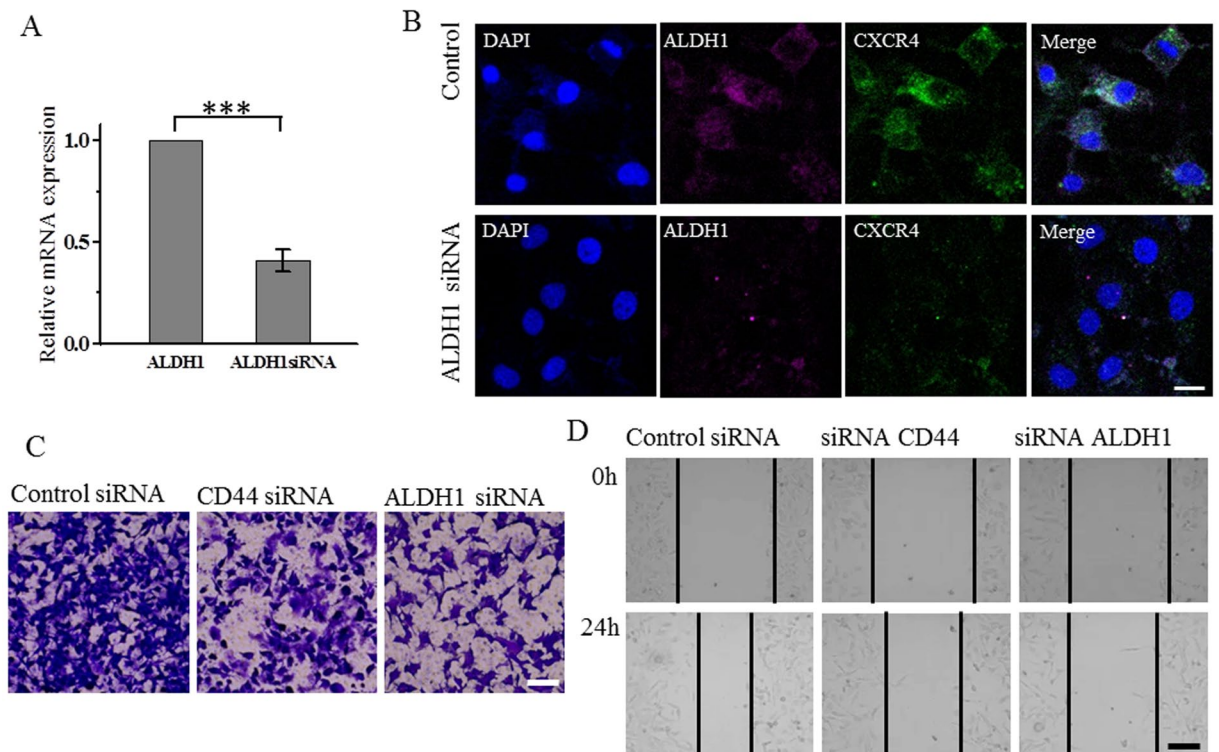 A
Relative mRNA expression
1.0
0.5
0.0
***
ALDH1
ALDH1siRNA
B
Control
DAPI
ALDH1
CXCR4
Merge
ALDH1 siRNA
DAPI
ALDH1
CXCR4
Merge
C
Control siRNA
CD44 siRNA
ALDH1 siRNA
D
Control siRNA
siRNA CD44
siRNA ALDH1
0h
24h